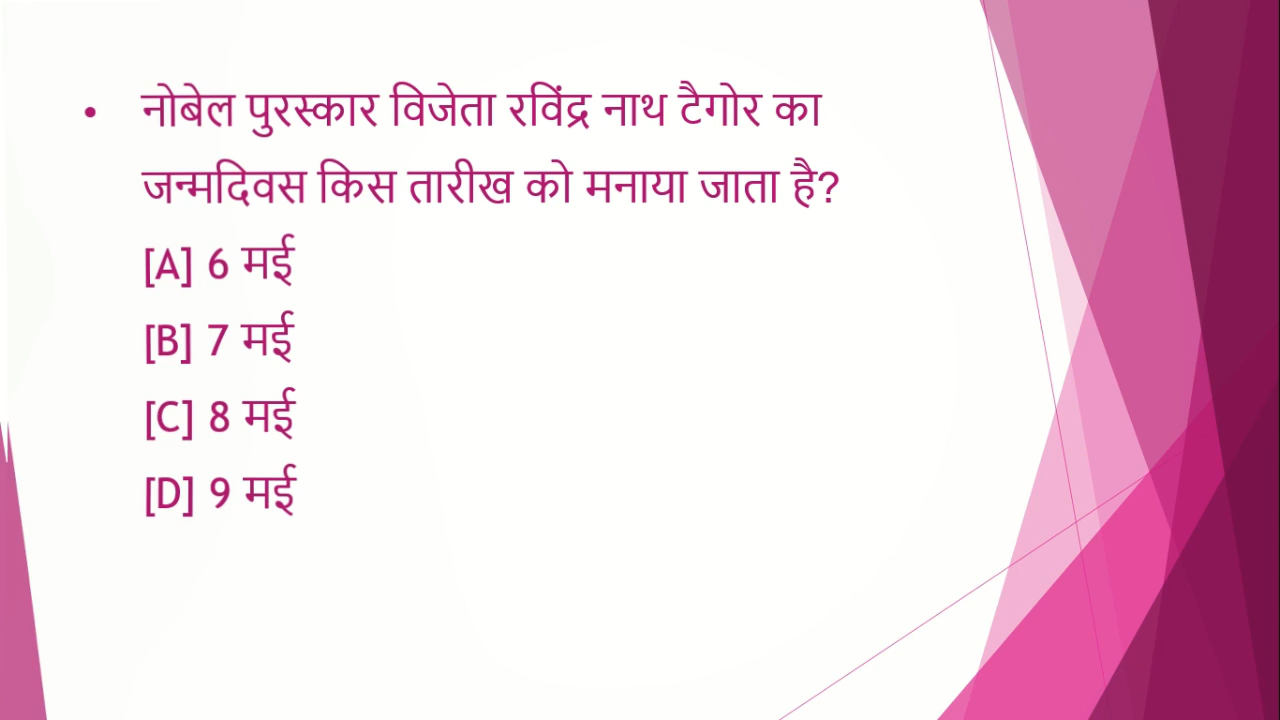 • नोबेल पुरस्कार विजेता रविंद्र नाथ टैगोर का
जन्मदिवस किस तारीख को मनाया जाता है?
[A] 6 मई
[B] 7 मई
[C] 8 मई
[D] 9 मई